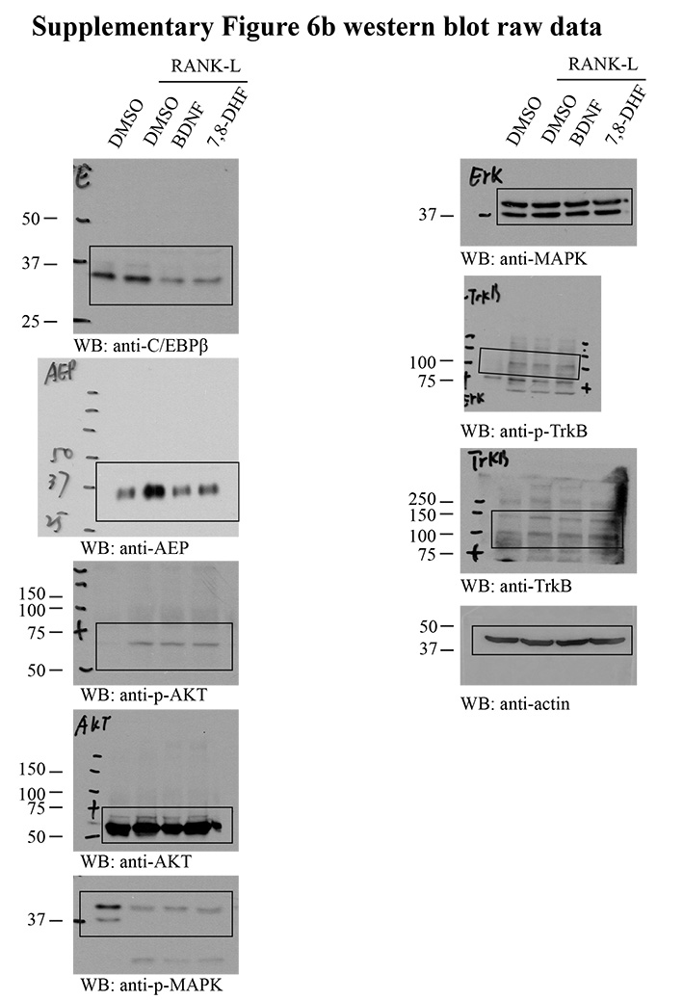 Supplementary Figure 6b western blot raw data
RANK-L
DMSO
DMSO
BDNF
7,8-DHF
E
50
37
25
WB: anti-C/EBPβ
AEP
50
37
25
WB: anti-AEP
150
100
75
50
WB: anti-p-AKT
AKT
150
100
75
50
WB: anti-AKT
37
WB: anti-p-MAPK
RANK-L
DMSO
DMSO
BDNF
7,8-DHF
Erk
37
WB: anti-MAPK
-TrkB
100
75
Erk
WB: anti-p-TrkB
TrKB
250
150
100
75
WB: anti-TrkB
50
37
WB: anti-actin